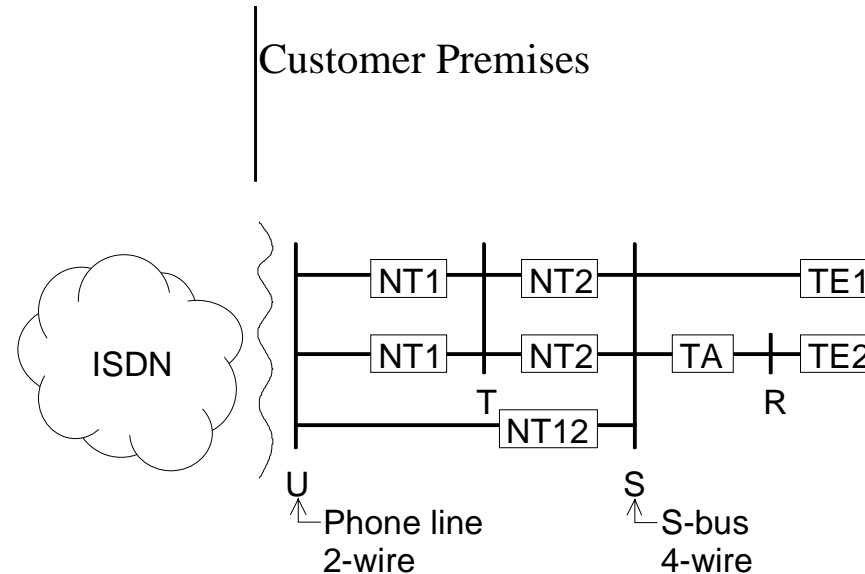 Customer Premises
NT1 NT2 TE1
ISDN NT1 NT2 TA TE2
T R
NT12
U S
Phone line S-bus
2-wire 4-wire